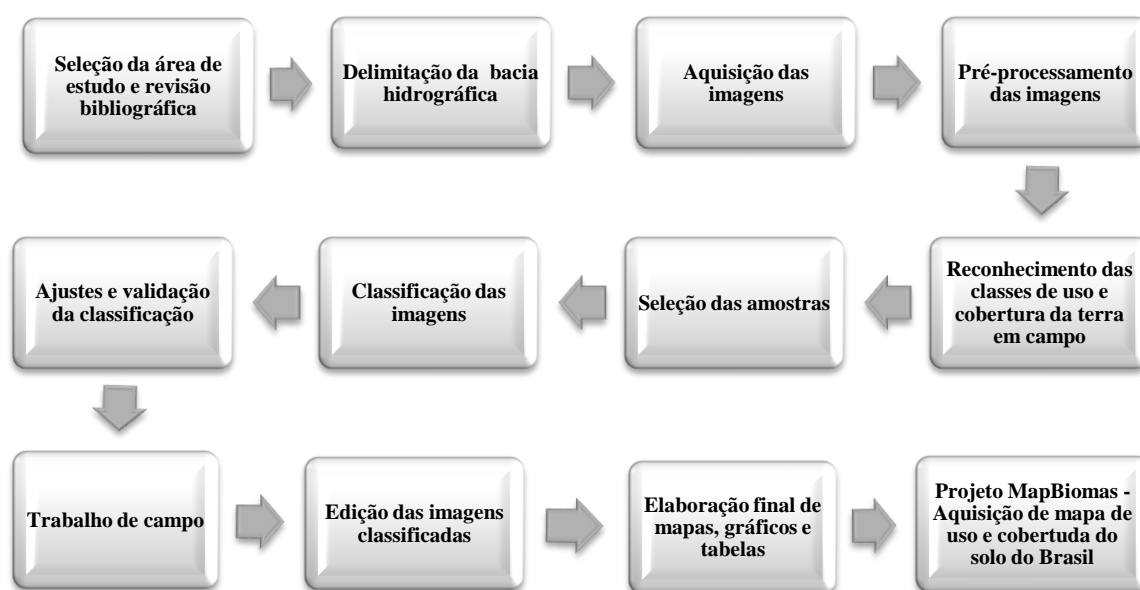 Seleção da área de
estudo e revisão
bibliográfica
Delimitação da bacia
hidrográfica
Aquisição das
imagens
Pré-processamento
das imagens
Reconhecimento das
classes de uso e
cobertura da terra
em campo
Seleção das amostras
Classificação das
imagens
Ajustes e validação
da classificação
Trabalho de campo
Edição das imagens
classificadas
Elaboração final de
mapas, gráficos e
tabelas
Projeto MapBiomas -
Aquisição de mapa de
uso e cobertuda do
solo do Brasil